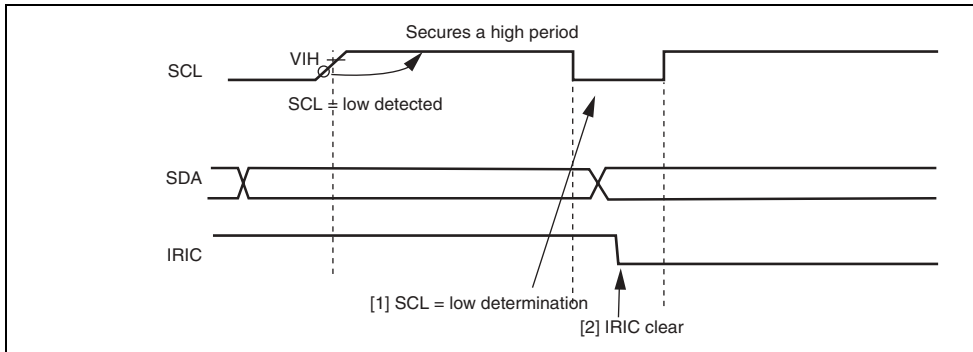 Secures a high period
VIH
SCL
SCL = low detected
SDA
IRIC
[1] SCL = low determination
[2] IRIC clear